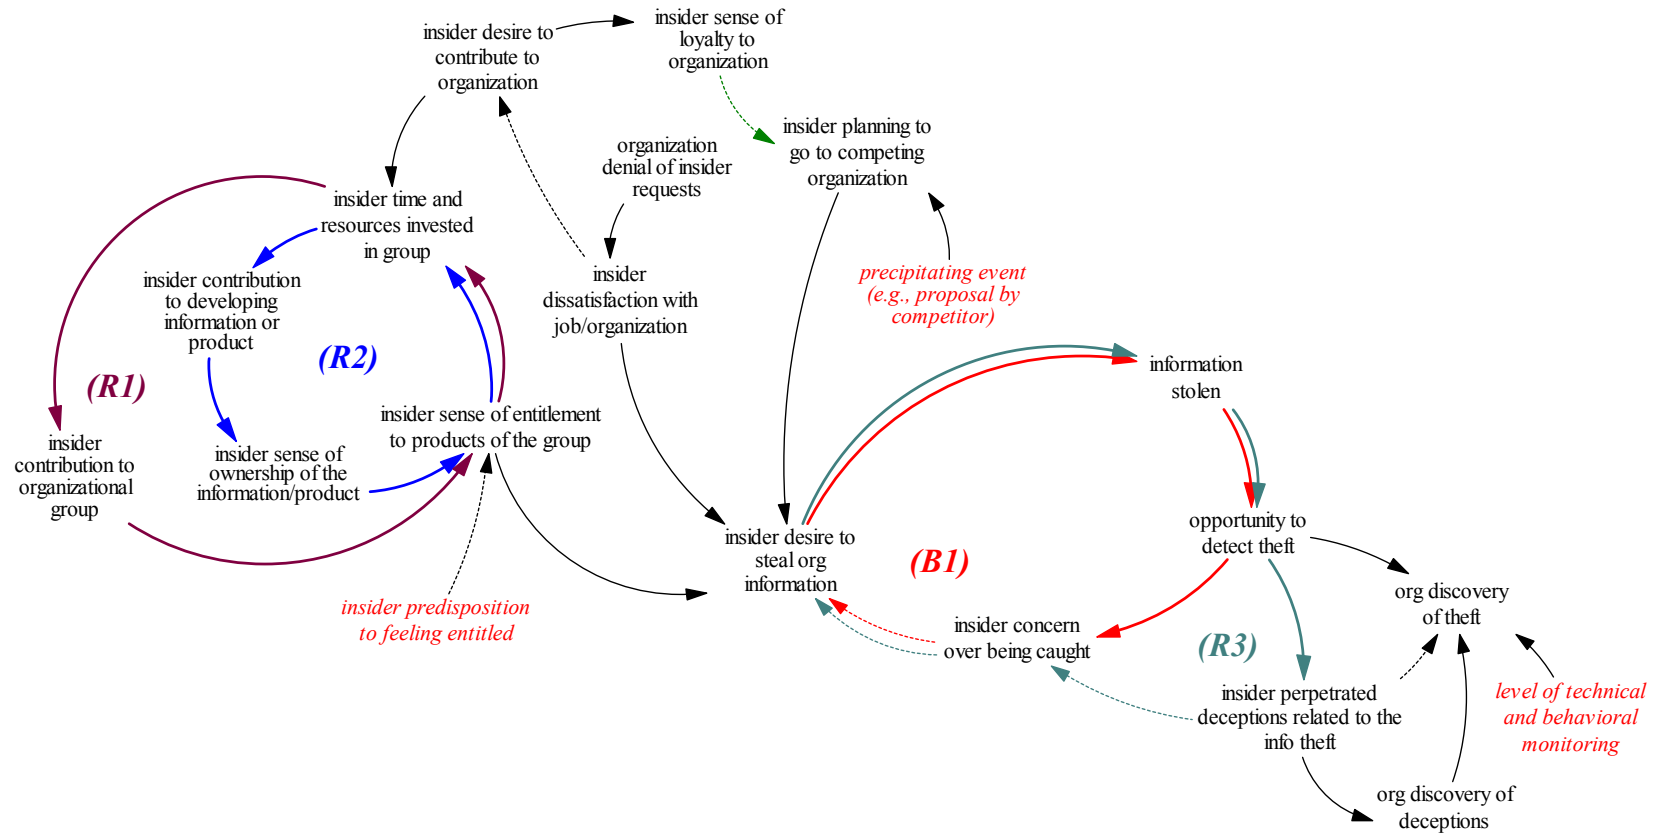 insider desire to
contribute to
organization
insider sense of
loyalty to
organization
insider planning to
go to competing
organization
organization
denial of insider
requests
insider time and
resources invested
in group
insider
dissatisfaction with
job/organization
precipitating event
(e.g., proposal by
competitor)
insider contribution
to developing
information or
product
(R2)
(R1)
information
stolen
insider sense of entitlement
to products of the group
insider
contribution to
organizational
group
insider sense of
ownership of the
information/product
insider desire to
steal org
information
(B1)
opportunity to
detect theft
insider predisposition
to feeling entitled
insider concern
over being caught
(R3)
org discovery
of theft
insider perpetrated
deceptions related to the
info theft
level of technical
and behavioral
monitoring
org discovery of
deceptions